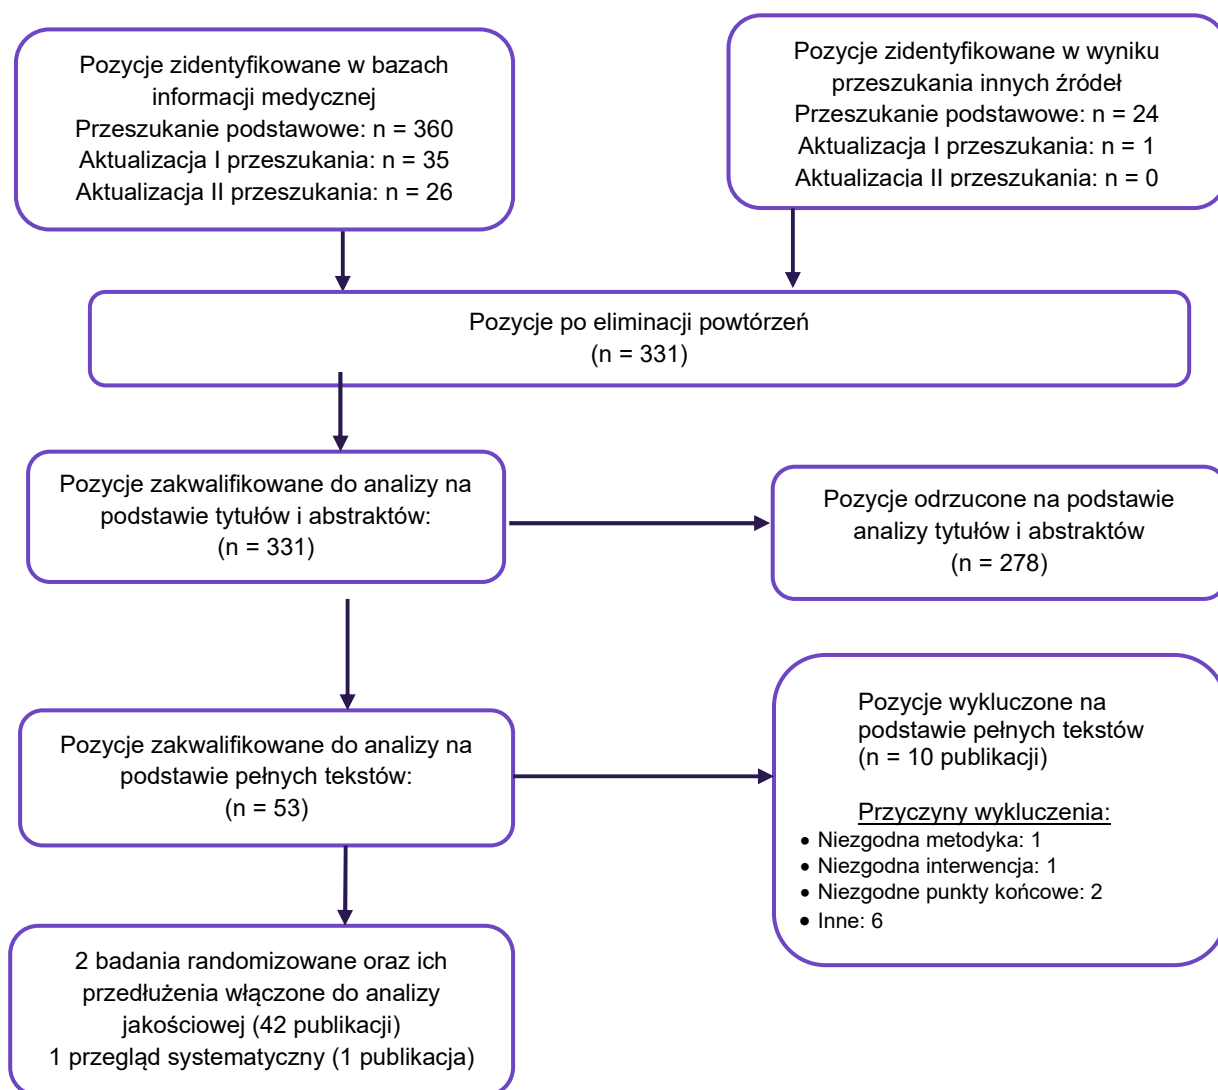 Pozycje zidentyfikowane w bazach
informacji medycznej
Przeszukanie podstawowe: n = 360
Aktualizacja I przeszukania: n = 35
Aktualizacja II przeszukania: n = 26
Pozycje zidentyfikowane w wyniku
przeszukania innych źródeł
Przeszukanie podstawowe: n = 24
Aktualizacja I przeszukania: n = 1
Aktualizacja II przeszukania: n = 0
Pozycje po eliminacji powtórzeń
(n = 331)
Pozycje zakwalifikowane do analizy na
podstawie tytułów i abstraktów:
(n = 331)
Pozycje odrzucone na podstawie
analizy tytułów i abstraktów
(n = 278)
Pozycje zakwalifikowane do analizy na
podstawie pełnych tekstów:
(n = 53)
Pozycje wykluczone na
podstawie pełnych tekstów
(n = 10 publikacji)
Przyczyny wykluczenia:
• Niezgodna metodyka: 1
• Niezgodna interwencja: 1
• Niezgodne punkty końcowe: 2
• Inne: 6
2 badania randomizowane oraz ich
przedłużenia włączone do analizy
jakościowej (42 publikacji)
1 przegląd systematyczny (1 publikacja)